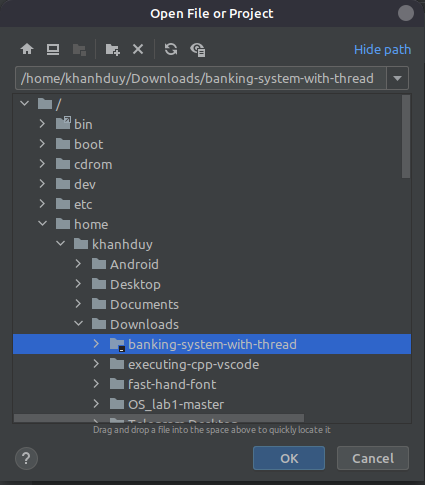 Open File or Project
Hide path
/home/khanhduy/Downloads/banking-system-with-thread
/
bin
boot
cdrom
dev
etc
home
khanhduy
Android
Desktop
Documents
Downloads
banking-system-with-thread
executing-cpp-vscode
fast-hand-font
OS_lab1-master
Drag and drop a file into the space above to quickly locate it
?
OK
Cancel